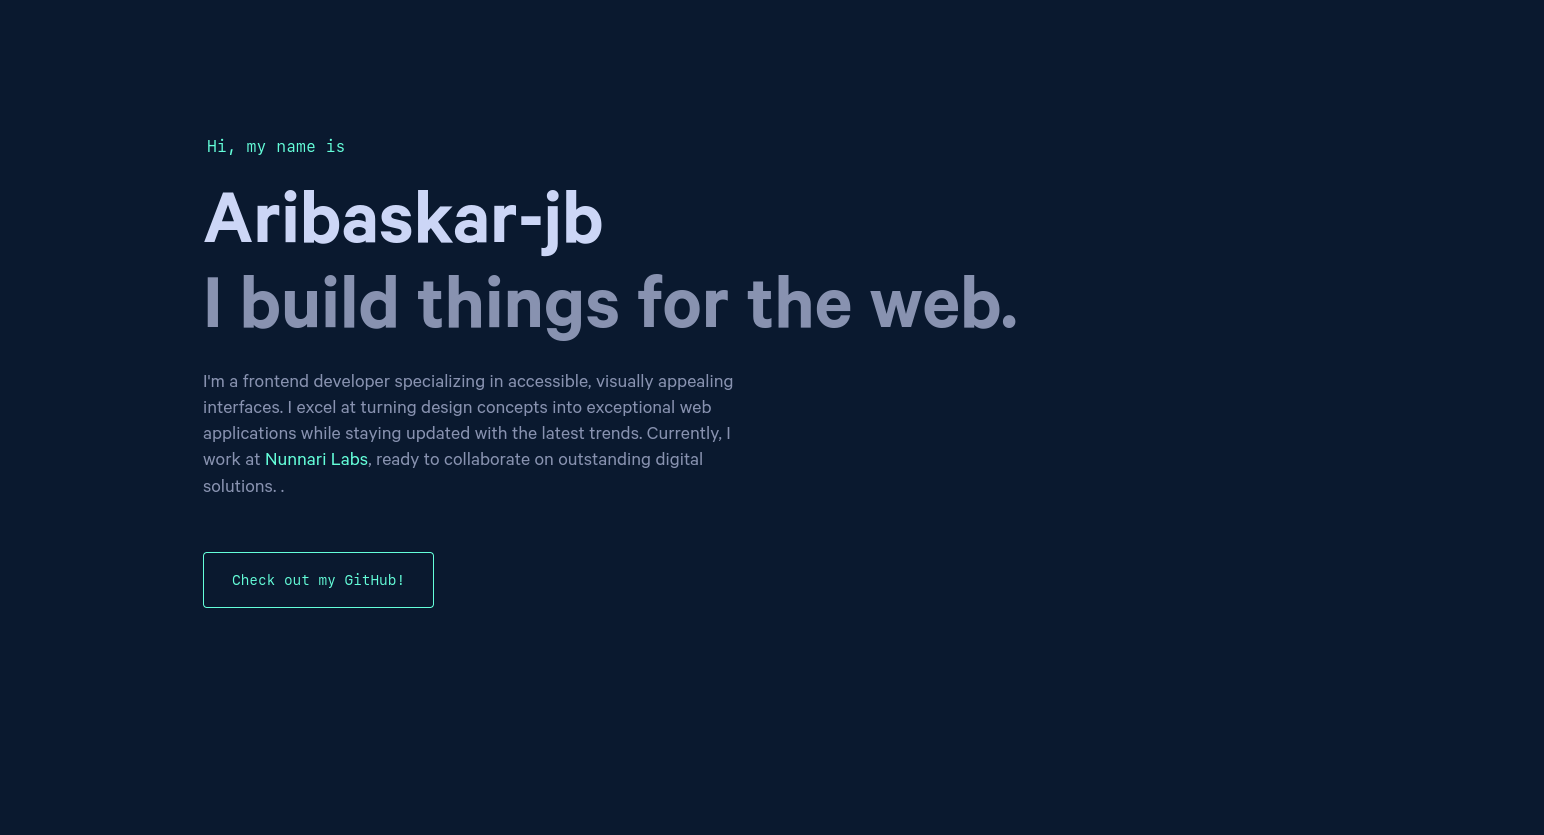 Hi, my name is
Aribaskar-jb
I build things for the web.
I'm a frontend developer specializing in accessible, visually appealing
interfaces. I excel at turning design concepts into exceptional web
applications while staying updated with the latest trends. Currently, I
work at Nunnari Labs, ready to collaborate on outstanding digital
solutions. .
Check out my GitHub!